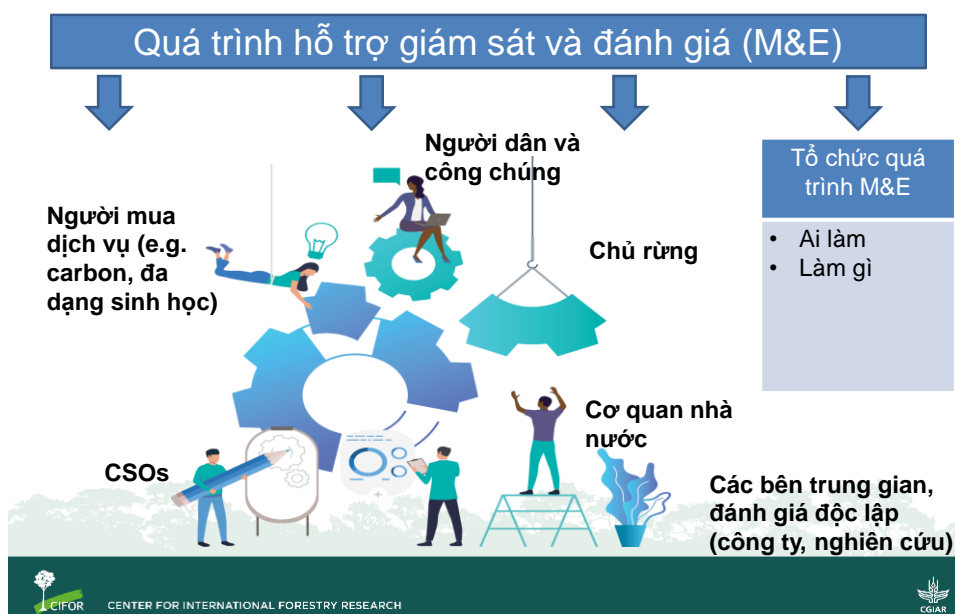 Quá trình hỗ trợ giám sát và đánh giá (M&E)
Người dân và
công chúng
Người mua
dịch vụ (e.g.
carbon, đa
dạng sinh học)
Chủ rừng
Tổ chức quá
trình M&E
• Ai làm
• Làm gì
Cơ quan nhà
nước
CSOs
Các bên trung gian,
đánh giá độc lập
(công ty, nghiên cứu)
CIFOR
CENTER FOR INTERNATIONAL FORESTRY RESEARCH
CGIAR